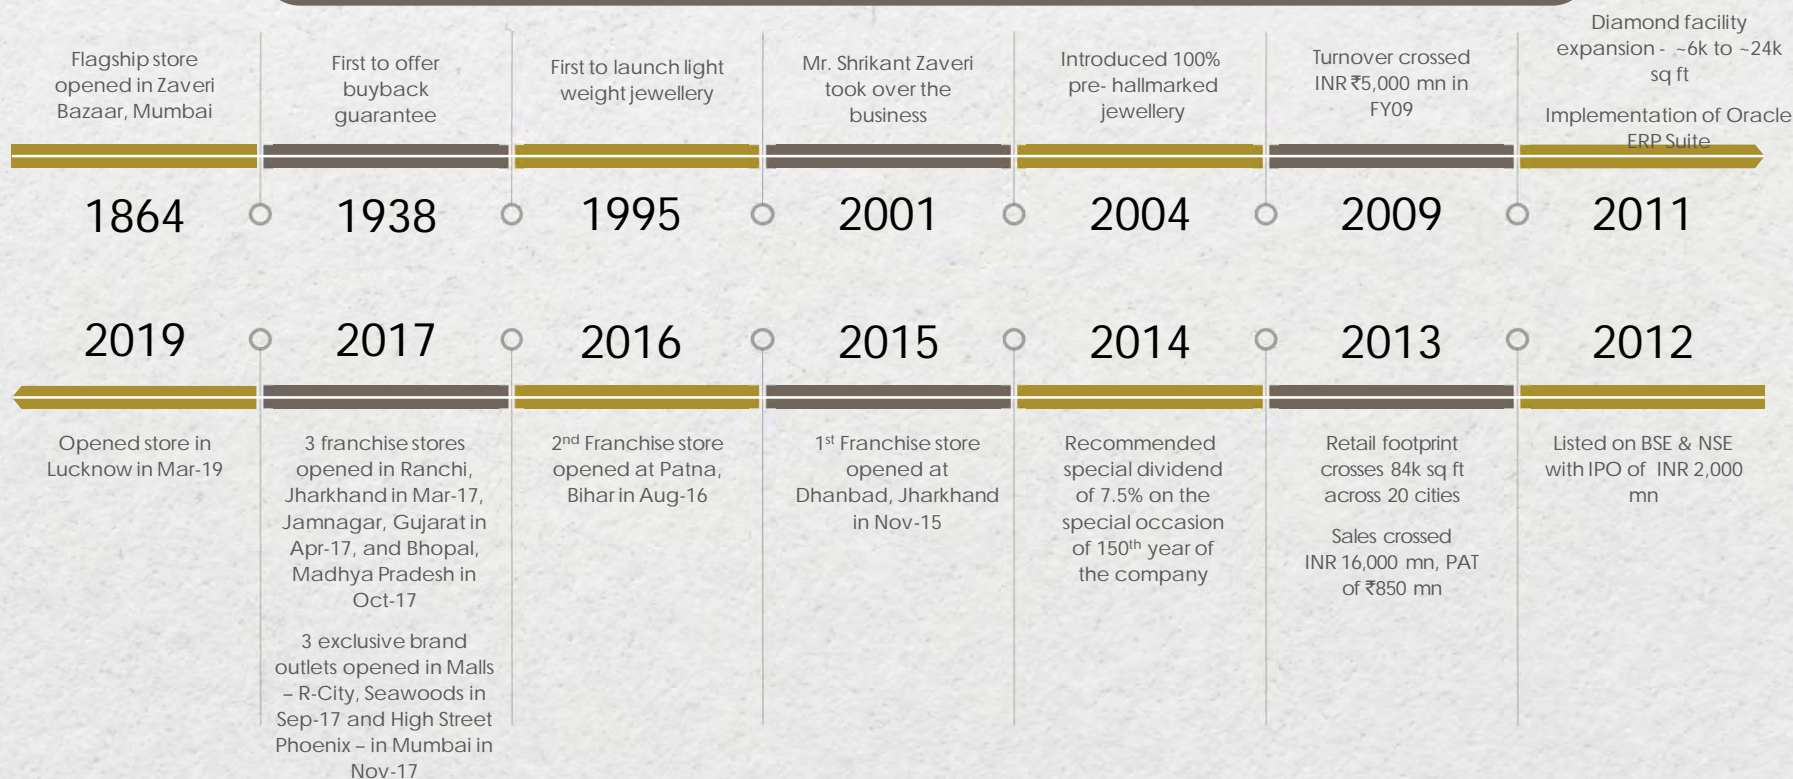 Flagship store
opened in Zaveri
Bazaar, Mumbai
First to offer
buyback
guarantee
First to launch light
weight jewellery
Mr. Shrikant Zaveri
took over the
business
Introduced 100%
pre- hallmarked
jewellery
Turnover crossed
INR ₹5,000 mn in
FY09
Diamond facility
expansion - ~6k to ~24k
sq ft
Implementation of Oracle
ERP Suite
1864
1938
1995
2001
2004
2009
2011
2019
2017
2016
2015
2014
2013
2012
Opened store in
Lucknow in Mar-19
3 franchise stores
opened in Ranchi,
Jharkhand in Mar-17,
Jamnagar, Gujarat in
Apr-17, and Bhopal,
Madhya Pradesh in
Oct-17
3 exclusive brand
outlets opened in Malls
– R-City, Seawoods in
Sep-17 and High Street
Phoenix – in Mumbai in
Nov-17
2nd Franchise store
opened at Patna,
Bihar in Aug-16
1st Franchise store
opened at
Dhanbad, Jharkhand
in Nov-15
Recommended
special dividend
of 7.5% on the
special occasion
of 150th year of
the company
Retail footprint
crosses 84k sq ft
across 20 cities
Sales crossed
INR 16,000 mn, PAT
of ₹850 mn
Listed on BSE & NSE
with IPO of INR 2,000
mn